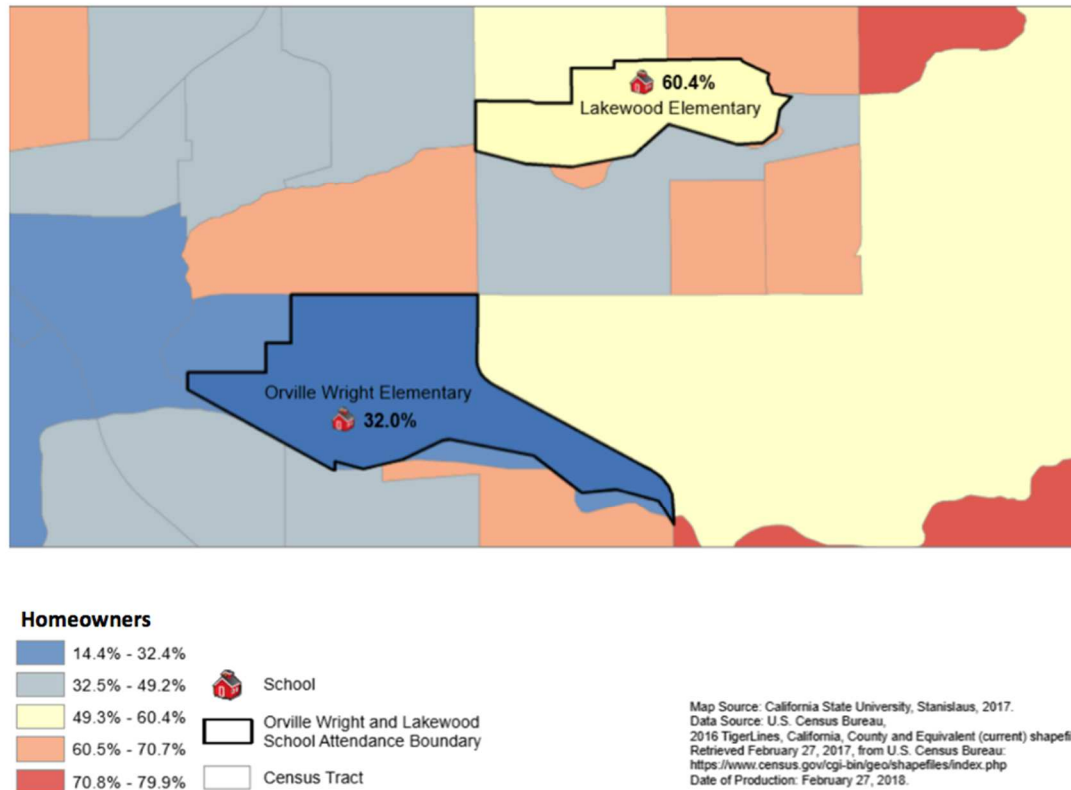 60.4%
Lakewood Elementary
Orville Wright Elementary
32.0%
Homeowners
14.4% - 32.4%
32.5% - 49.2%
49.3% - 60.4%
60.5% - 70.7%
70.8% - 79.9%
School
Orville Wright and Lakewood
School Attendance Boundary
Census Tract
Map Source: California State University, Stanislaus, 2017.
Data Source: U.S. Census Bureau,
2016 TigerLines, California, County and Equivalent (current) shapefi
Retrieved February 27, 2017, from U.S. Census Bureau:
https://www.census.gov/cgi-bin/geo/shapefiles/index.php
Date of Production: February 27, 2018.